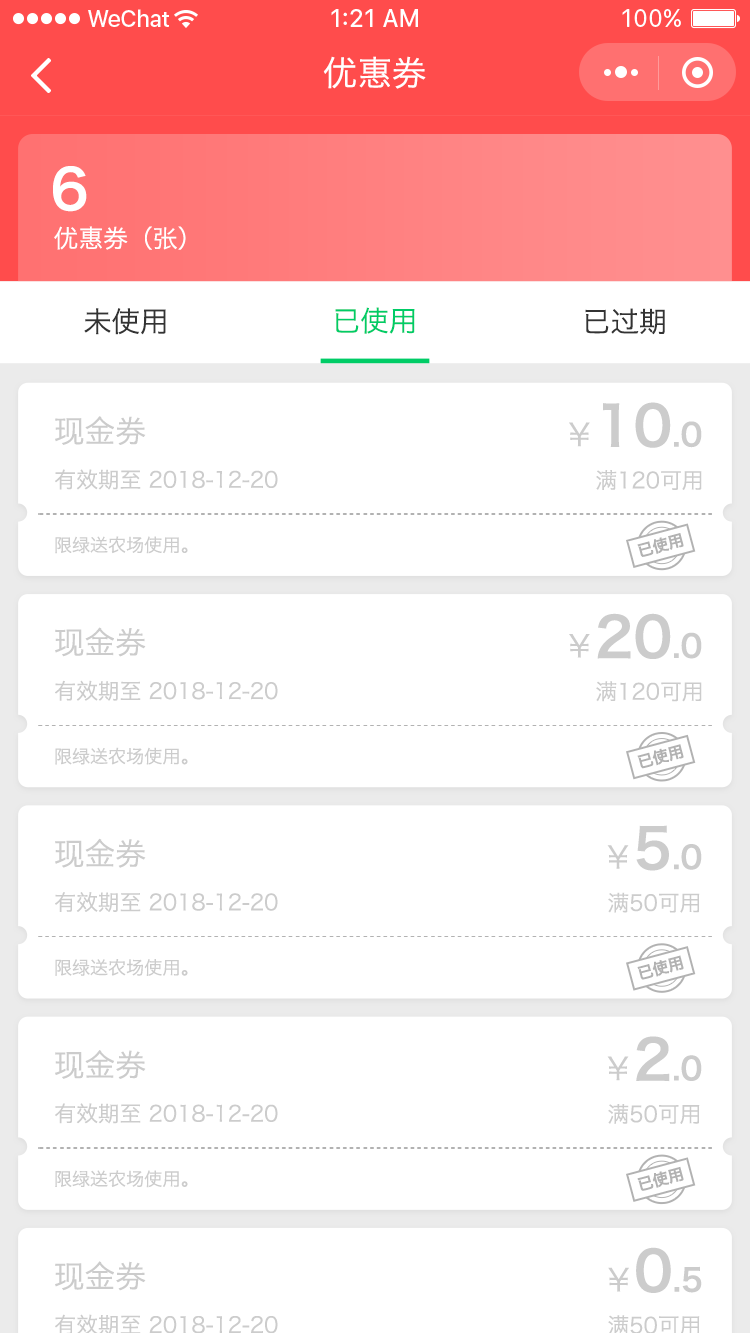 WeChat 1:21 AM 100%
优惠券
6
优惠券（张）
未使用 已使用 已过期
现金券 ¥10.0
有效期至 2018-12-20 满120可用
限绿送农场使用。 已使用
现金券 ¥20.0
有效期至 2018-12-20 满120可用
限绿送农场使用。 已使用
现金券 ¥5.0
有效期至 2018-12-20 满50可用
限绿送农场使用。 已使用
现金券 ¥2.0
有效期至 2018-12-20 满50可用
限绿送农场使用。 已使用
现金券 ¥0.5
有效期至 2018-12-20 满50可用